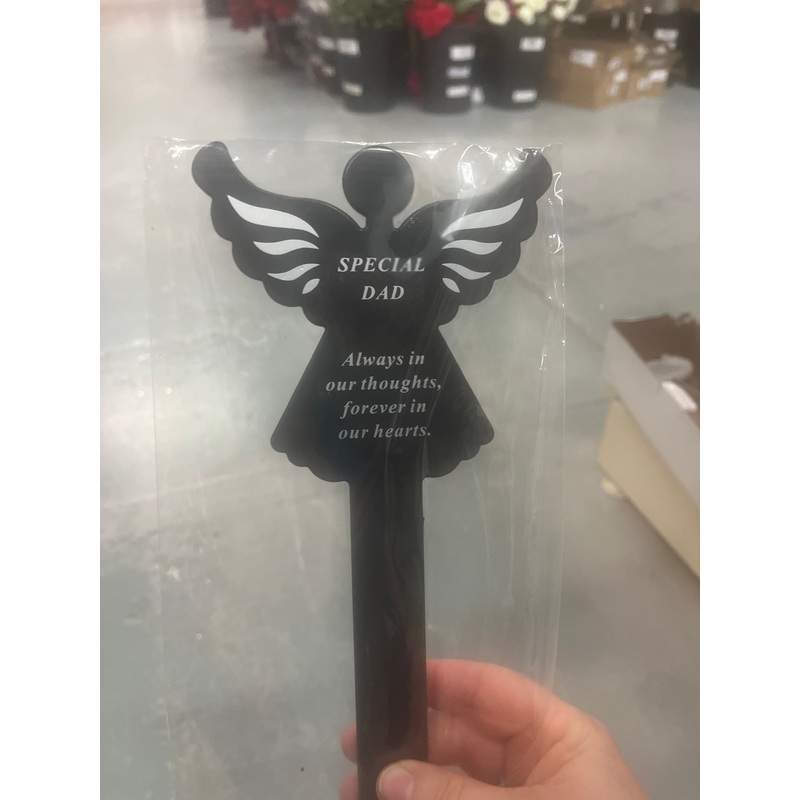 SPECIAL
DAD
Always in
our thoughts,
forever in
our hearts.